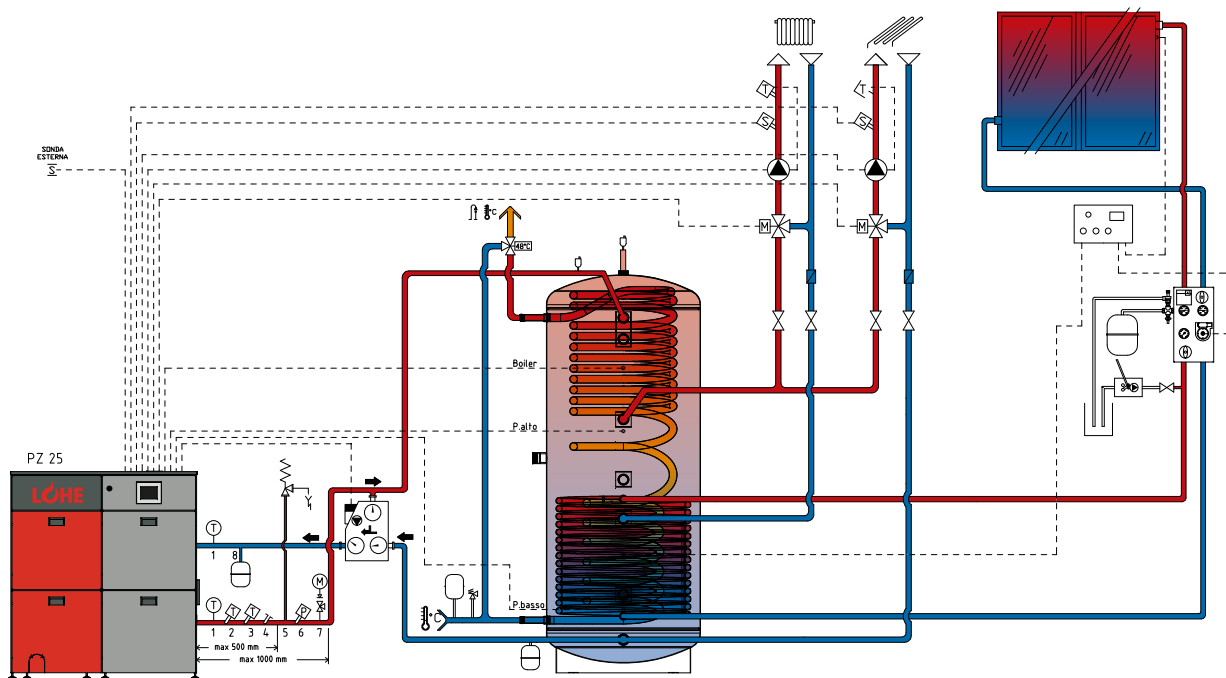 SONDA
ESTERNA
S
T
T
S
S
M
M
°C
48°C
Boiler
P.alto
P.basso
°C
PZ 25
LOHE
T
1
8
M
T
T
T
P
1
2
3
4
5
6
7
max 500 mm
max 1000 mm